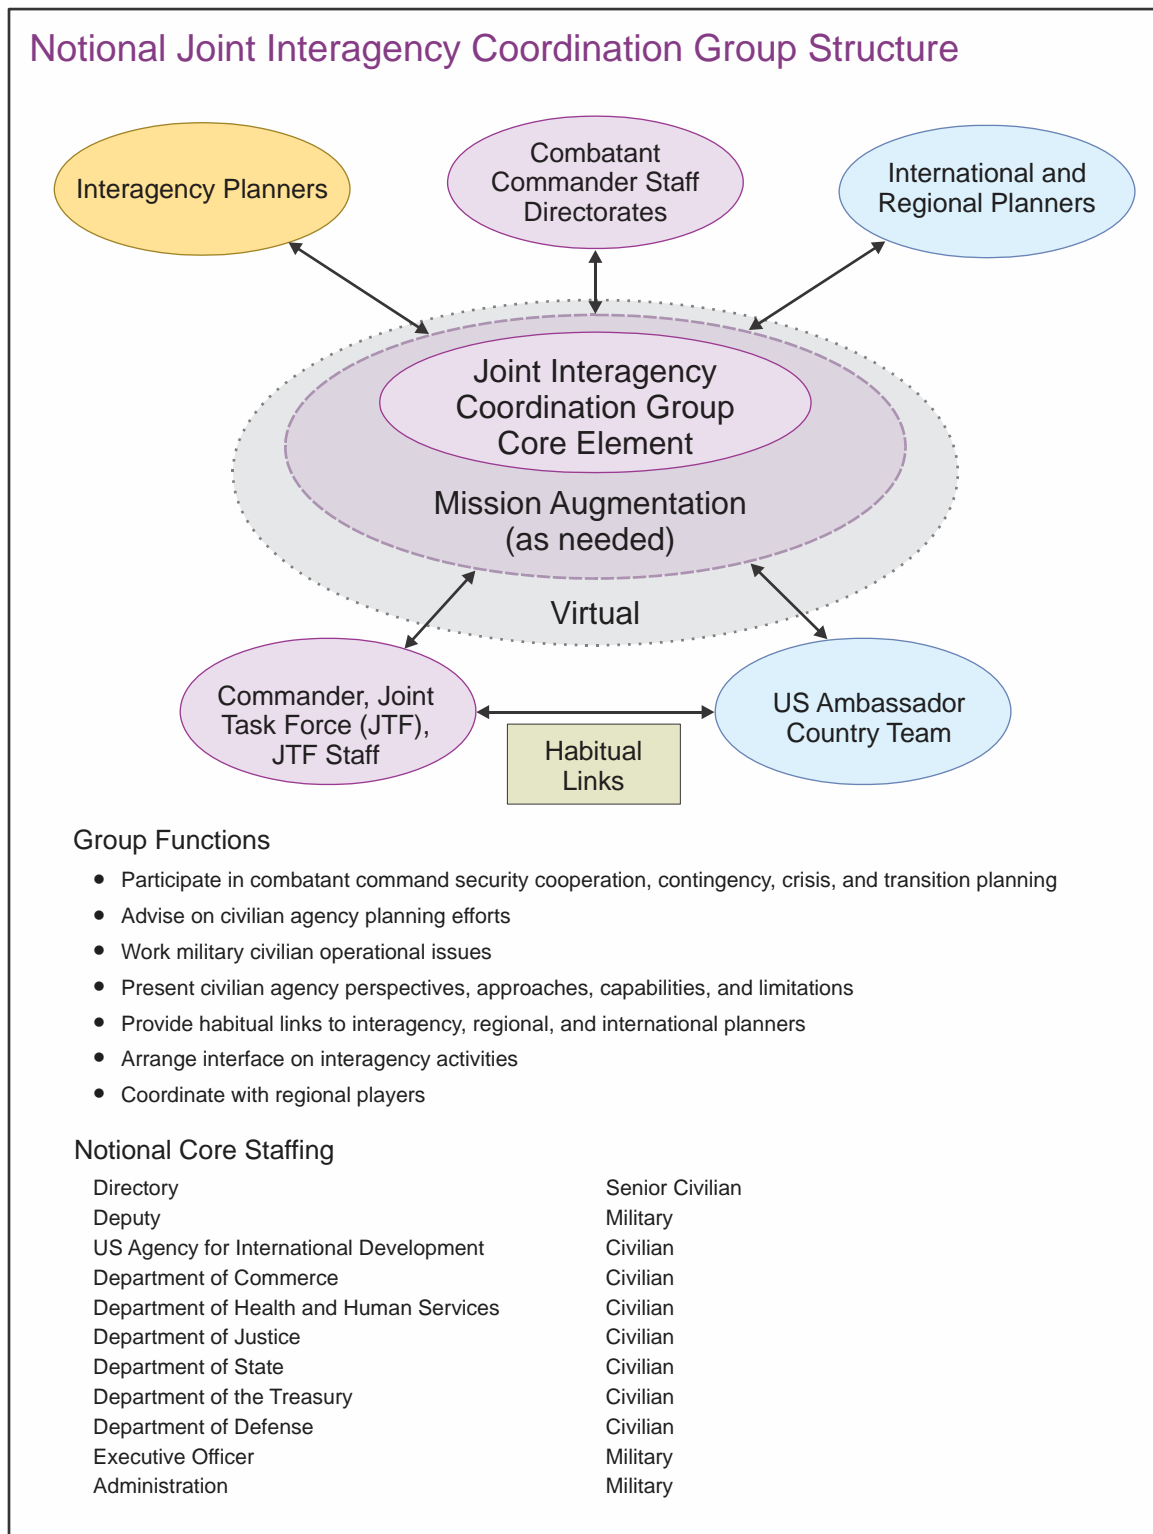 Notional Joint Interagency Coordination Group Structure
Interagency Planners
Combatant
Commander Staff
Directorates
International and
Regional Planners
Joint Interagency
Coordination Group
Core Element
Mission Augmentation
(as needed)
Virtual
Commander, Joint
Task Force (JTF),
JTF Staff
US Ambassador
Country Team
Habitual
Links
Group Functions
● Participate in combatant command security cooperation, contingency, crisis, and transition planning
● Advise on civilian agency planning efforts
● Work military civilian operational issues
● Present civilian agency perspectives, approaches, capabilities, and limitations
● Provide habitual links to interagency, regional, and international planners
● Arrange interface on interagency activities
● Coordinate with regional players
Notional Core Staffing
Directory Senior Civilian
Deputy Military
US Agency for International Development Civilian
Department of Commerce Civilian
Department of Health and Human Services Civilian
Department of Justice Civilian
Department of State Civilian
Department of the Treasury Civilian
Department of Defense Civilian
Executive Officer Military
Administration Military